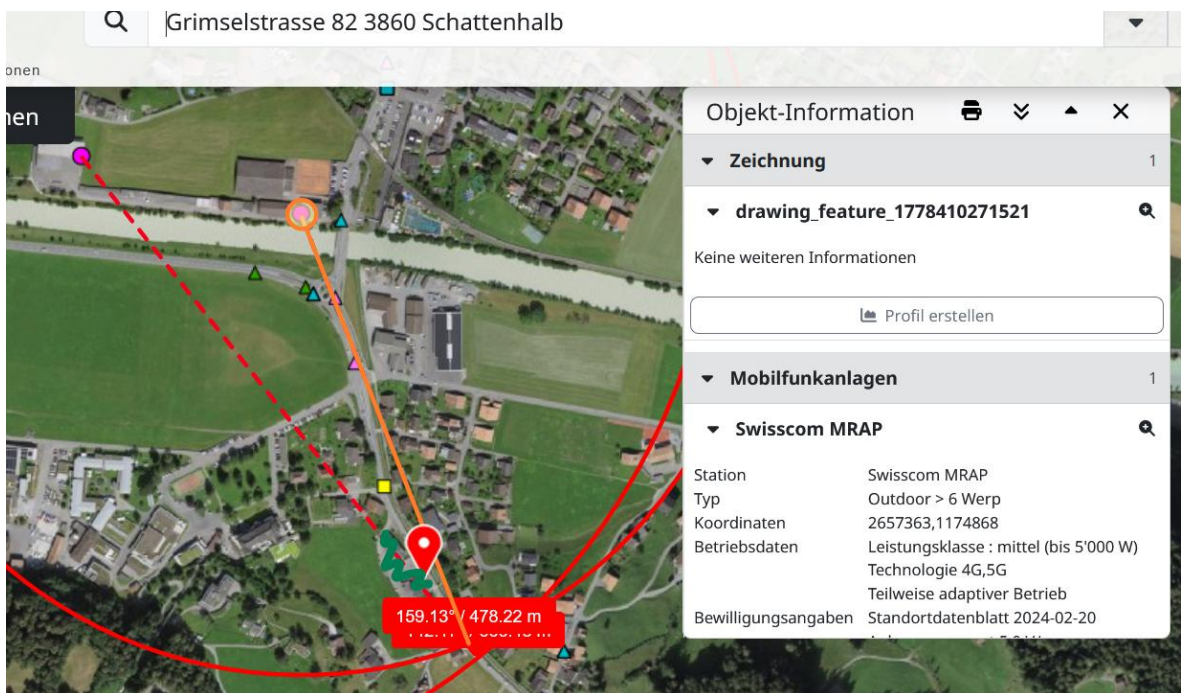 Grimselstrasse 82 3860 Schattenhalb
onen
nen
Objekt-Information
Zeichnung 1
drawing_feature_1778410271521
Keine weiteren Informationen
Profil erstellen
Mobilfunkanlagen 1
Swisscom MRAP
Station Swisscom MRAP
Typ Outdoor > 6 Werp
Koordinaten 2657363,1174868
Betriebsdaten Leistungsklasse : mittel (bis 5'000 W)
Technologie 4G,5G
Teilweise adaptiver Betrieb
Bewilligungsangaben Standortdatenblatt 2024-02-20
159.13° / 478.22 m